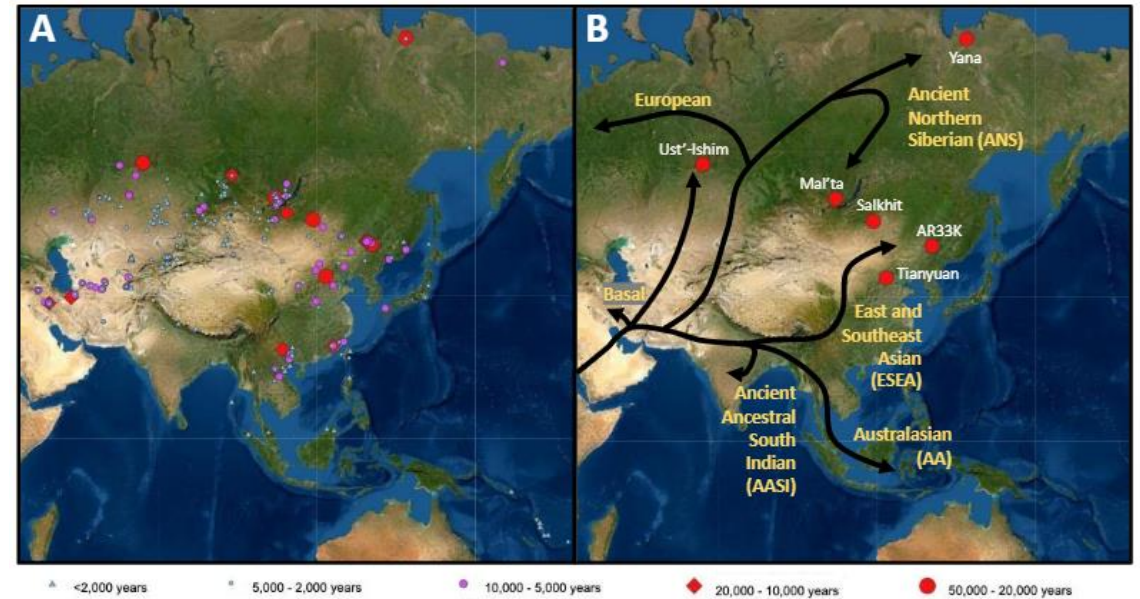 A
B
Yana
European
Ancient
Northern
Siberian (ANS)
Ust'-Ishim
Mal'ta
Salkhit
AR33K
Tianyuan
Basal
East and
Southeast
Asian
(ESEA)
Ancient
Ancestral
South
Indian
(AASI)
Australasian
(AA)
<2,000 years
5,000 - 2,000 years
10,000 - 5,000 years
20,000 - 10,000 years
50,000 - 20,000 years